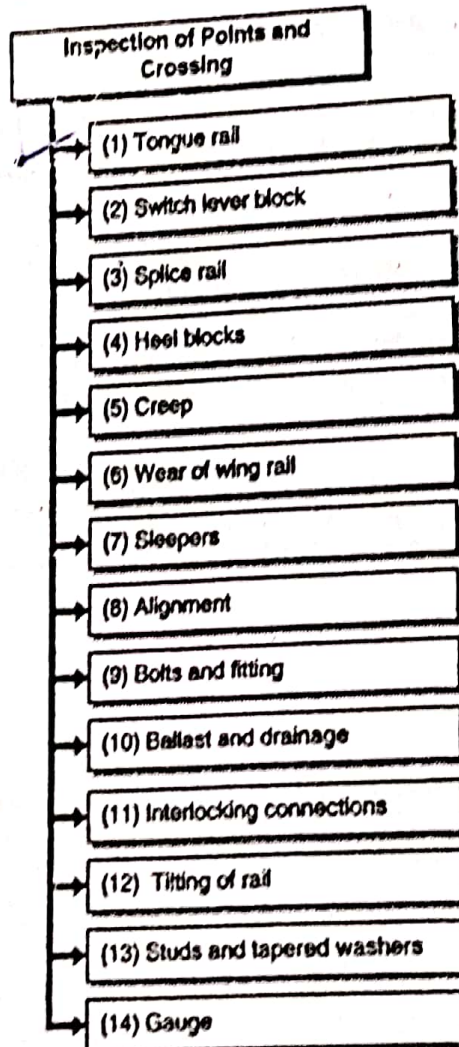 Inspection of Points and
Crossing
(1) Tongue rail
(2) Switch lever block
(3) Splice rail
(4) Heel blocks
(5) Creep
(6) Wear of wing rail
(7) Sleepers
(8) Alignment
(9) Bolts and fitting
(10) Ballast and drainage
(11) Interlocking connections
(12) Tilting of rail
(13) Studs and tapered washers
(14) Gauge